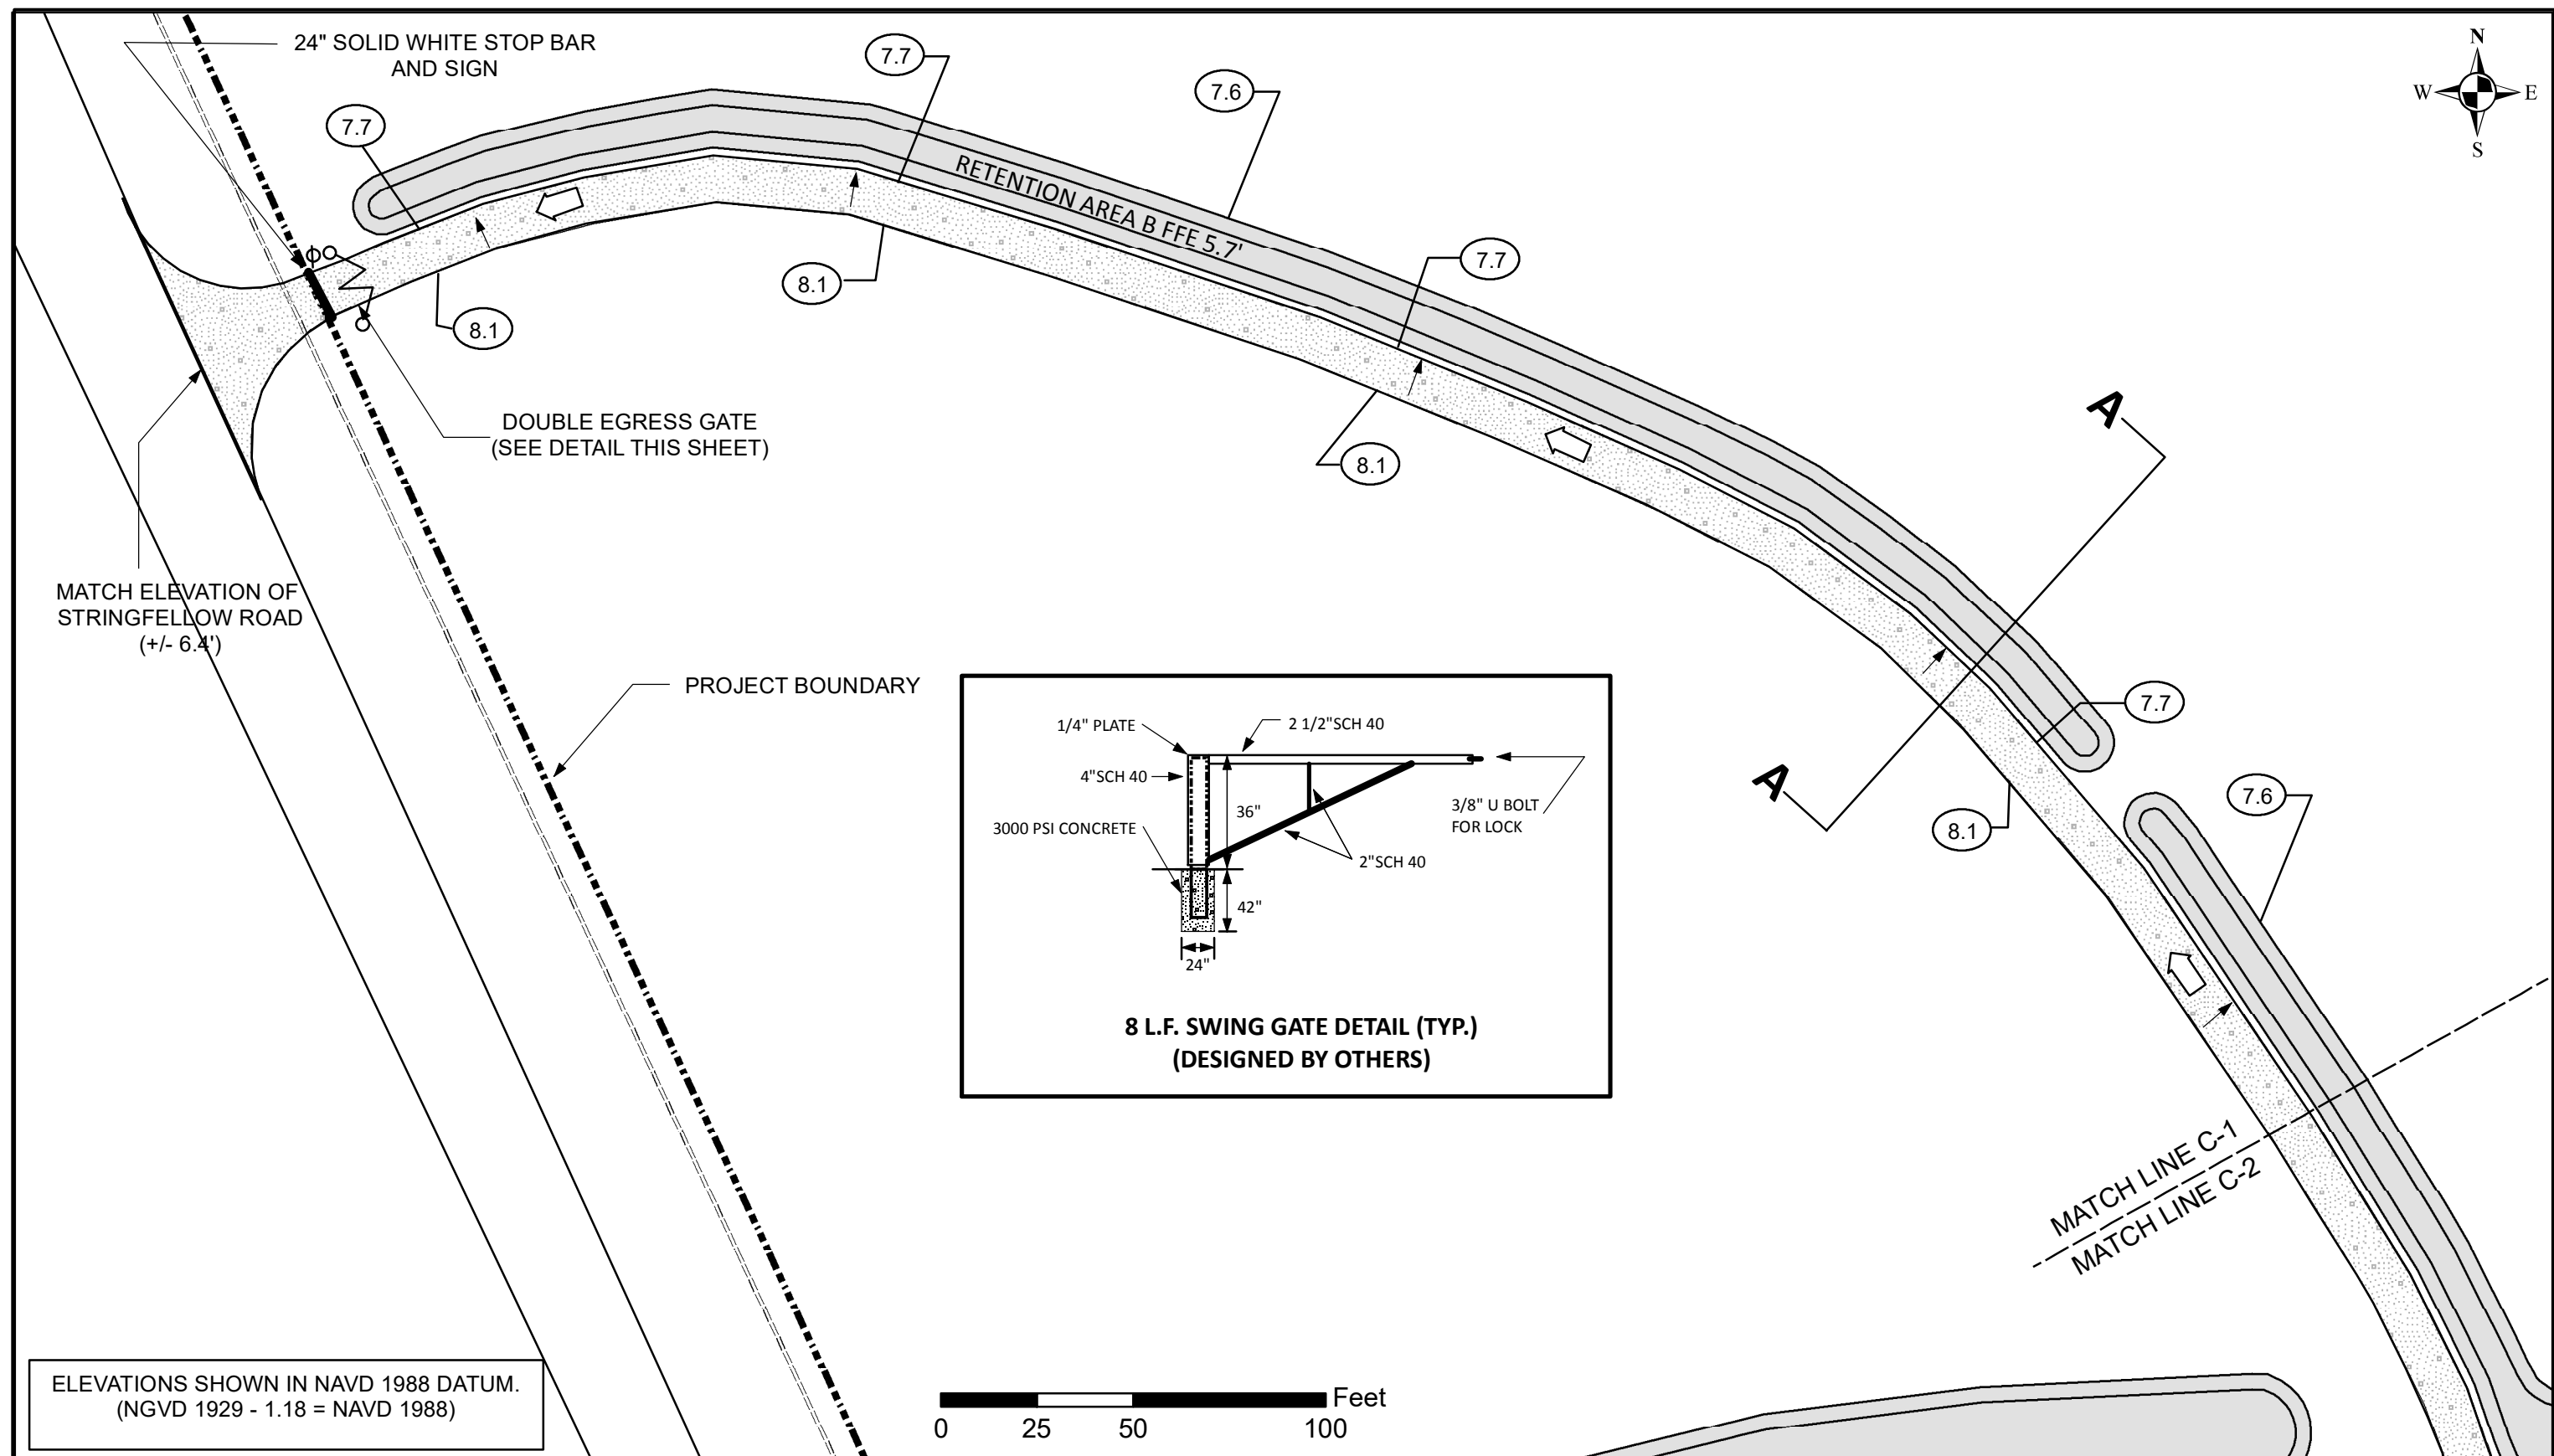 24" SOLID WHITE STOP BAR
AND SIGN
7.7
7.6
N
W
E
S
7.7
RETENTION AREA B FFE 5.7'
7.7
8.1
8.1
8.1
A
DOUBLE EGRESS GATE
(SEE DETAIL THIS SHEET)
MATCH ELEVATION OF
STRINGFELLOW ROAD
(+/- 6.4')
PROJECT BOUNDARY
7.7
A
7.6
8.1
1/4" PLATE
2 1/2"SCH 40
4"SCH 40
36"
3/8" U BOLT
FOR LOCK
3000 PSI CONCRETE
2"SCH 40
42"
24"
8 L.F. SWING GATE DETAIL (TYP.)
(DESIGNED BY OTHERS)
MATCH LINE C-1
MATCH LINE C-2
ELEVATIONS SHOWN IN NAVD 1988 DATUM.
(NGVD 1929 - 1.18 = NAVD 1988)
Feet
0 25 50 100